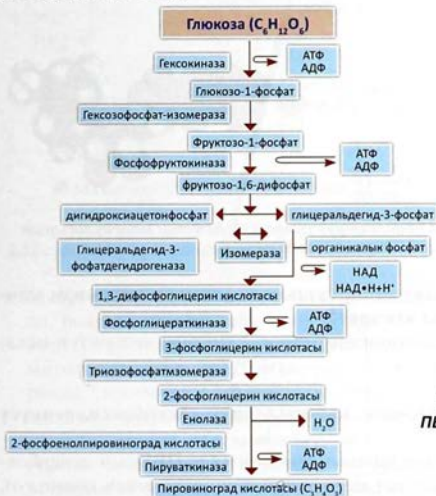 Глюкоза (C₆H₁₂O₆)
Гексокиназа
АТФ
АДФ
Глюкозо-1-фосфат
Гексозофосфат-изомераза
Фруктозо-1-фосфат
Фосфофруктокиназа
АТФ
АДФ
фруктозо-1,6-дифосфат
дигидроксиацетонфосфат
глицеральдегид-3-фосфат
Глицеральдегид-3-
фофатдегидрогеназа
Изомераза
органикалык фосфат
НАД
НАД•Н+Н⁺
1,3-дифосфоглицерин кислотасы
Фосфоглицераткиназа
АТФ
АДФ
3-фосфоглицерин кислотасы
Триозофосфатмзомераза
2-фосфоглицерин кислотасы
Енолаза
H₂O
2-фосфоенолпировиноград кислотасы
Пируваткиназа
АТФ
АДФ
Пировиноград кислотасы (C₃H₄O₃)